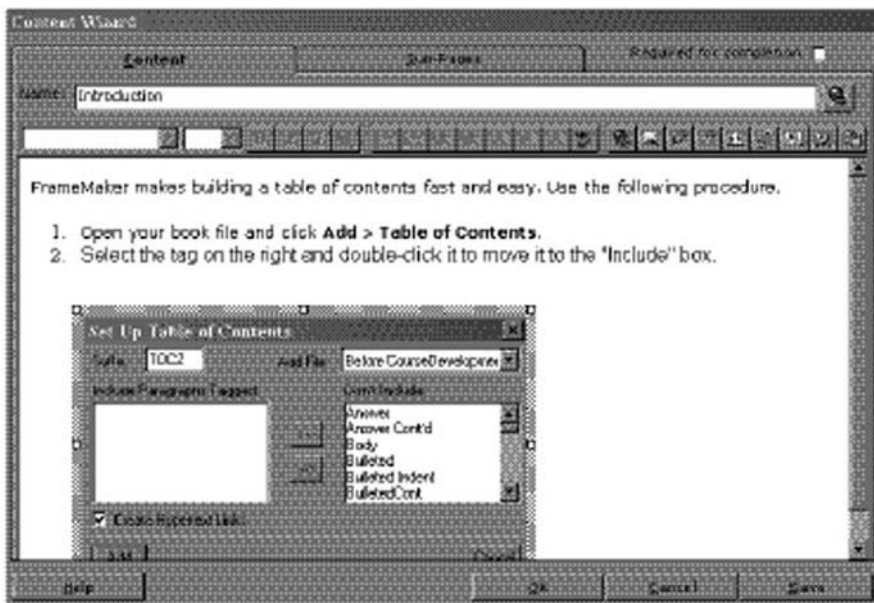 Content Wizard
Content
Sub-Pages
Required for completion
Name: Introduction
FrameMaker makes building a table of contents fast and easy. Use the following procedure.
1. Open your book file and click Add > Table of Contents.
2. Select the tag on the right and double-click it to move it to the "Include" box.
Set Up Table of Contents
Suffix: TOC2
Add File: Before CourseDevelopme
Include Paragraphs Tagged:
Don't Include:
Answer
Answer Cont'd
Body
Bulleted
Bulleted Indent
BulletedCont
Create Hypertext Links
Add
Cancel
Help
OK
Cancel
Save